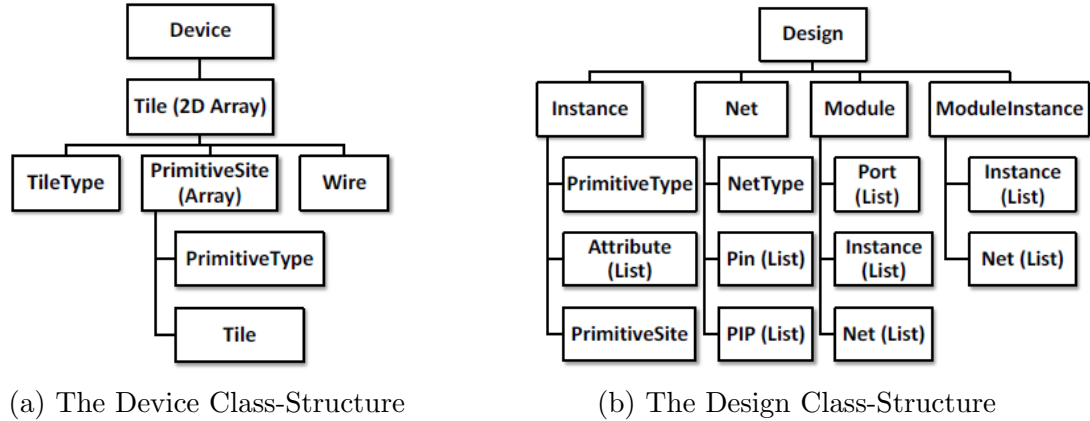 Device
Tile (2D Array)
TileType
PrimitiveSite
(Array)
Wire
PrimitiveType
Tile
(a) The Device Class-Structure
Design
Instance
Net
Module
ModuleInstance
PrimitiveType
NetType
Port
(List)
Instance
(List)
Attribute
(List)
Pin (List)
Instance
(List)
Net (List)
PrimitiveSite
PIP (List)
Net (List)
(b) The Design Class-Structure